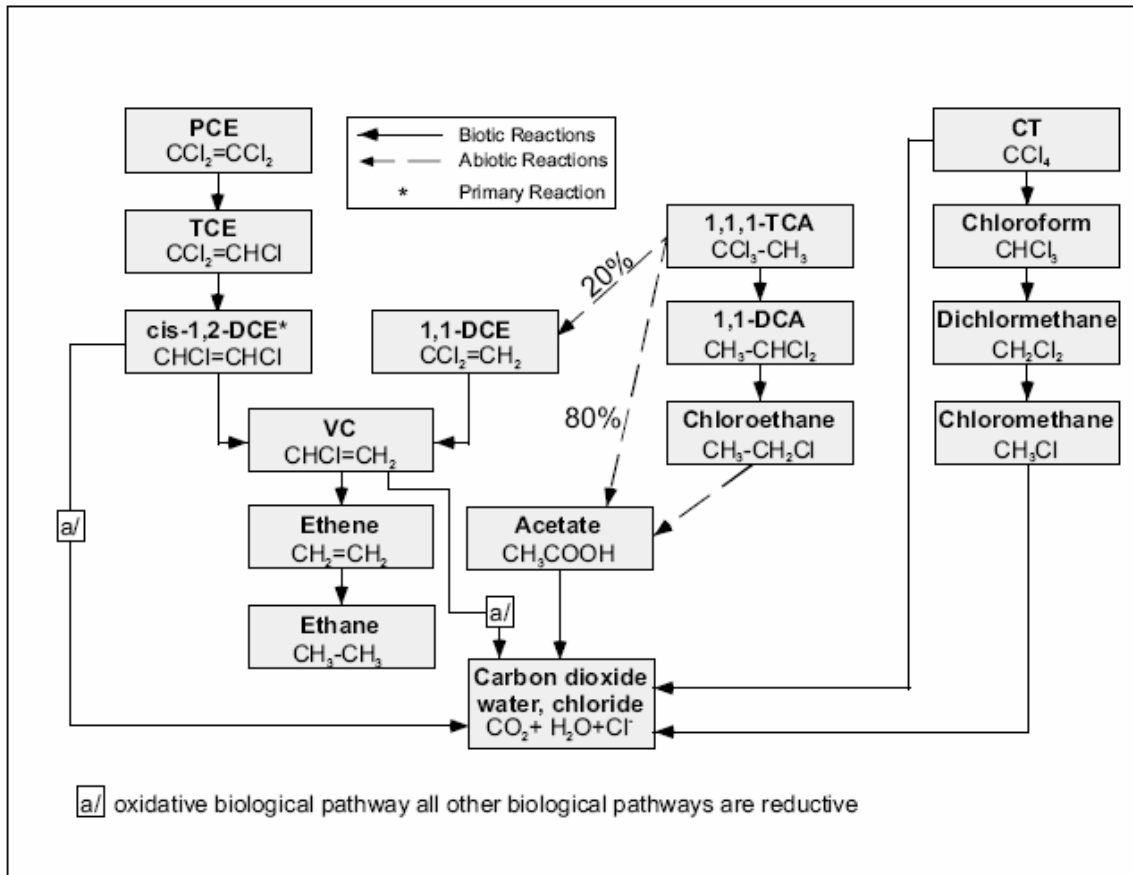 PCE
CCl₂=CCl₂
TCE
CCl₂=CHCl
cis-1,2-DCE*
CHCl=CHCl
Biotic Reactions
Abiotic Reactions
* Primary Reaction
CT
CCl₄
Chloroform
CHCl₃
Dichlormethane
CH₂Cl₂
Chloromethane
CH₃Cl
1,1,1-TCA
CCl₃-CH₃
1,1-DCA
CH₃-CHCl₂
Chloroethane
CH₃-CH₂Cl
20%
80%
1,1-DCE
CCl₂=CH₂
VC
CHCl=CH₂
Ethene
CH₂=CH₂
Ethane
CH₃-CH₃
Acetate
CH₃COOH
a/
a/
Carbon dioxide
water, chloride
CO₂+ H₂O+Cl⁻
a/ oxidative biological pathway all other biological pathways are reductive